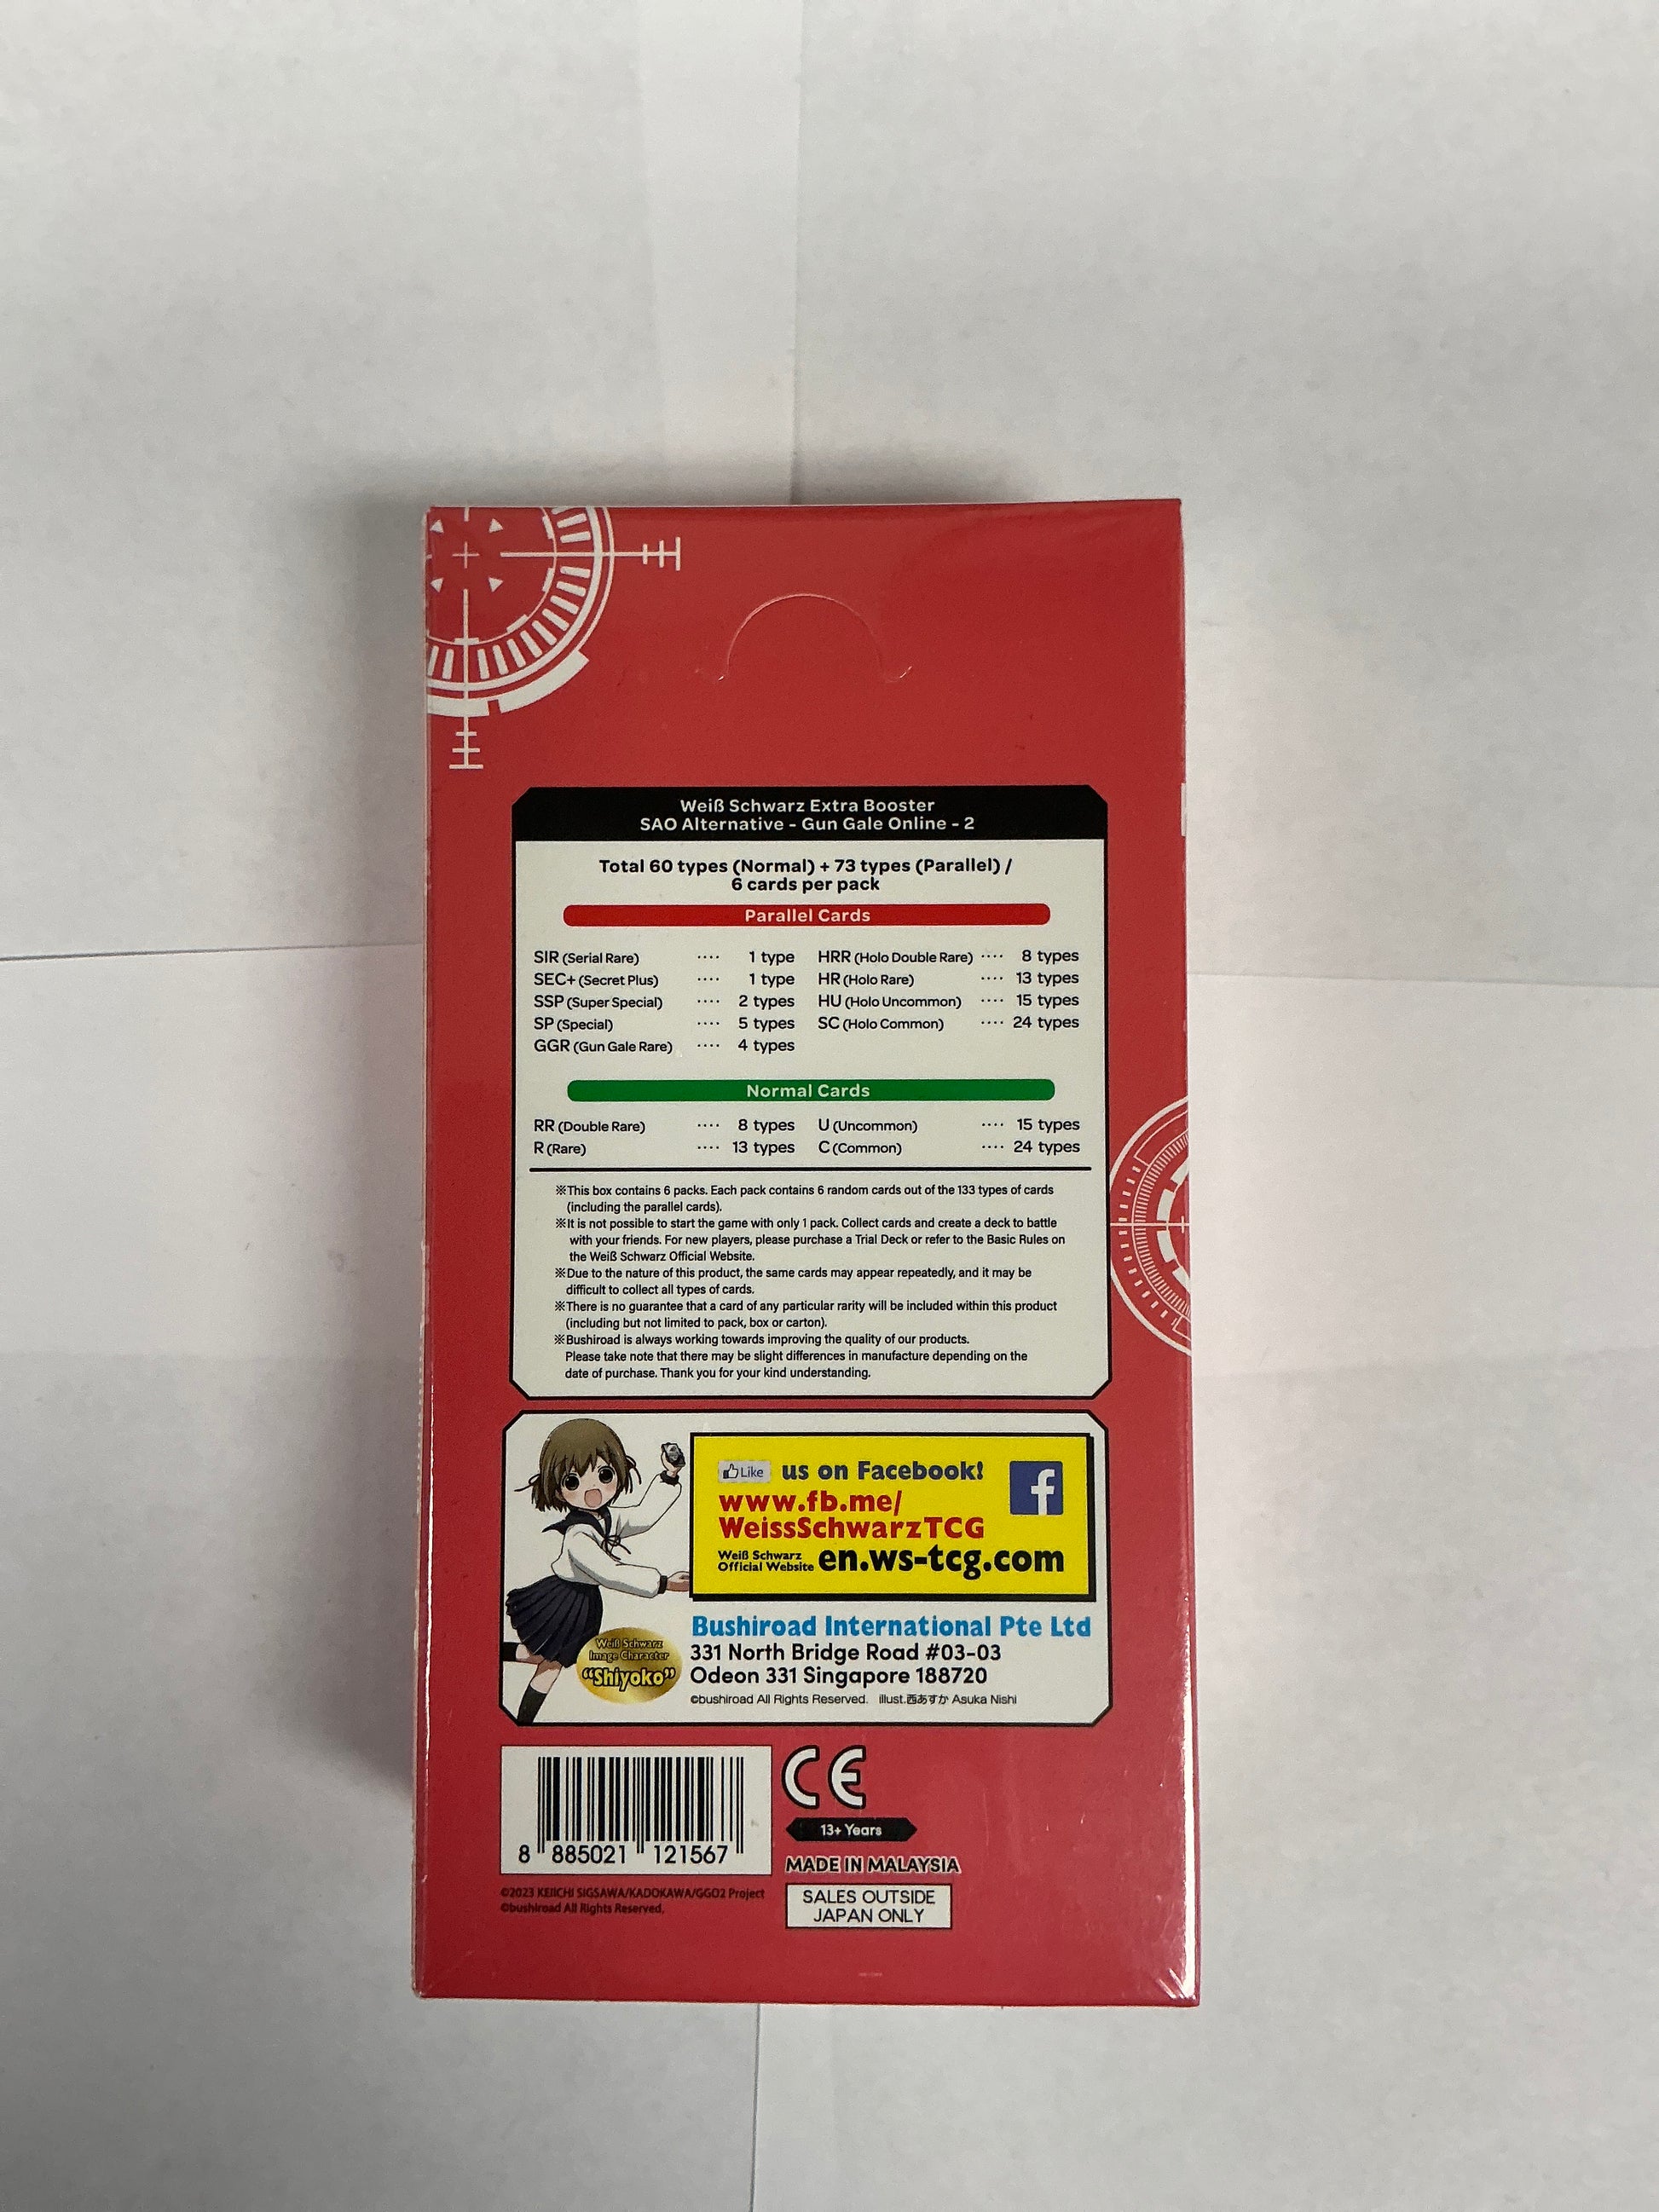 Weiß Schwarz Extra Booster
SAO Alternative - Gun Gale Online - 2
Total 60 types (Normal) + 73 types (Parallel) /
6 cards per pack
Parallel Cards
SIR (Serial Rare) ···· 1 type
SEC+ (Secret Plus) ···· 1 type
SSP (Super Special) ···· 2 types
SP (Special) ···· 5 types
GGR (Gun Gale Rare) ···· 4 types
HRR (Holo Double Rare) ···· 8 types
HR (Holo Rare) ···· 13 types
HU (Holo Uncommon) ···· 15 types
SC (Holo Common) ···· 24 types
Normal Cards
RR (Double Rare) ···· 8 types
R (Rare) ···· 13 types
U (Uncommon) ···· 15 types
C (Common) ···· 24 types
※This box contains 6 packs. Each pack contains 6 random cards out of the 133 types of cards
(including the parallel cards).
※It is not possible to start the game with only 1 pack. Collect cards and create a deck to battle
with your friends. For new players, please purchase a Trial Deck or refer to the Basic Rules on
the Weiß Schwarz Official Website.
※Due to the nature of this product, the same cards may appear repeatedly, and it may be
difficult to collect all types of cards.
※There is no guarantee that a card of any particular rarity will be included within this product
(including but not limited to pack, box or carton).
※Bushiroad is always working towards improving the quality of our products.
Please take note that there may be slight differences in manufacture depending on the
date of purchase. Thank you for your kind understanding.
Like us on Facebook!
f
www.fb.me/
WeissSchwarzTCG
Weiß Schwarz
Official Website en.ws-tcg.com
Weiß Schwarz
Image Character
“Shiyoko”
Bushiroad International Pte Ltd
331 North Bridge Road #03-03
Odeon 331 Singapore 188720
©bushiroad All Rights Reserved. illust.西あすか Asuka Nishi
8 885021 121567
CE
13+ Years
MADE IN MALAYSIA
SALES OUTSIDE
JAPAN ONLY
©2023 KEIICHI SIGSAWA/KADOKAWA/GGO2 Project
©bushiroad All Rights Reserved.